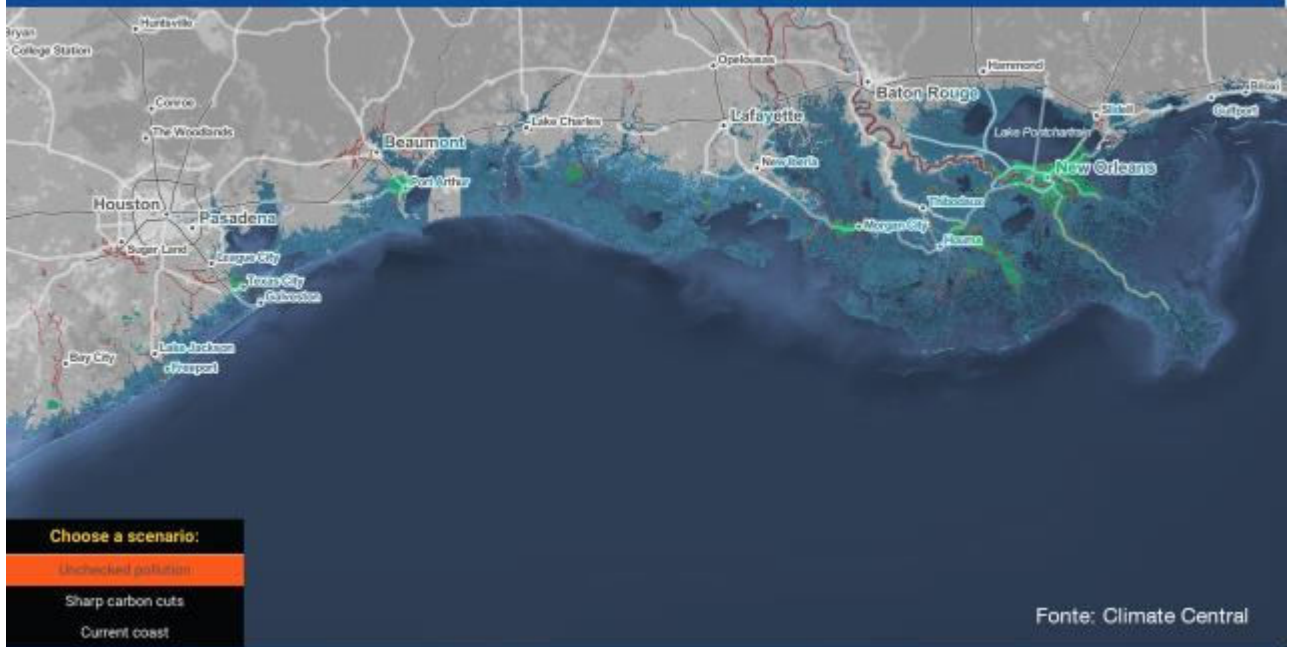 Huntsville
Bryan
College Station
Conroe
The Woodlands
Houston
Pasadena
Sugar Land
League City
Texas City
Galveston
Bay City
Lake Jackson
Freeport
Beaumont
Port Arthur
Lake Charles
Opelousas
Lafayette
New Iberia
Baton Rouge
Hammond
Slidell
Biloxi
Gulfport
Lake Pontchartrain
New Orleans
Thibodaux
Morgan City
Houma
Choose a scenario:
Unchecked pollution
Sharp carbon cuts
Current coast
Fonte: Climate Central